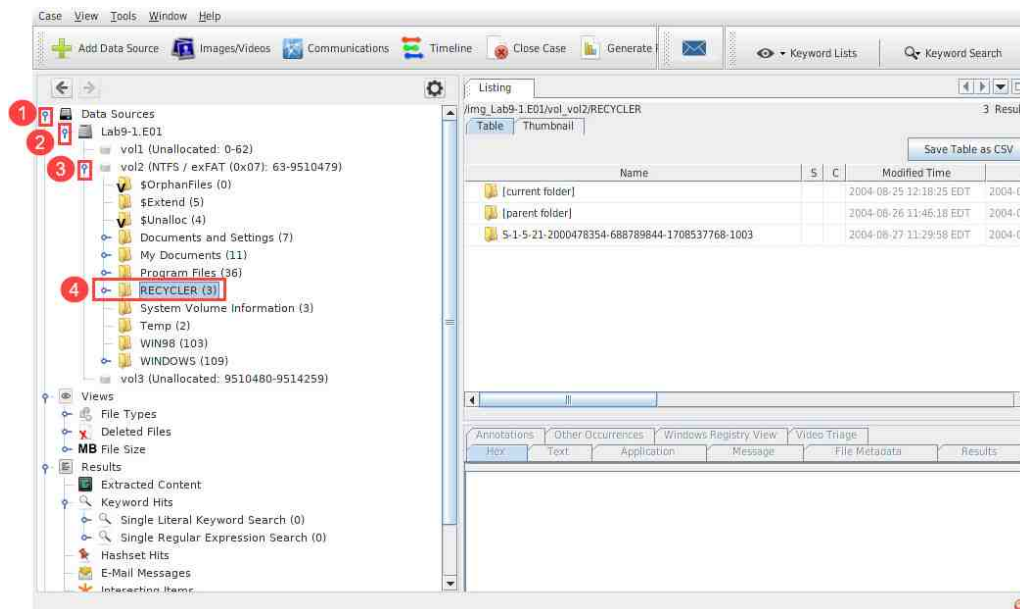 Case View Tools Window Help
Add Data Source Images/Videos Communications Timeline Close Case Generate Keyword Lists Keyword Search
1
2
3
4
Data Sources
Lab9-1.E01
vol1 (Unallocated: 0-62)
vol2 (NTFS / exFAT (0x07): 63-9510479)
$OrphanFiles (0)
$Extend (5)
$Unalloc (4)
Documents and Settings (7)
My Documents (11)
Program Files (36)
RECYCLER (3)
System Volume Information (3)
Temp (2)
WIN98 (103)
WINDOWS (109)
vol3 (Unallocated: 9510480-9514259)
Views
File Types
Deleted Files
MB File Size
Results
Extracted Content
Keyword Hits
Single Literal Keyword Search (0)
Single Regular Expression Search (0)
Hashset Hits
E-Mail Messages
Interesting Items
Listing
/img_Lab9-1.E01/vol_vol2/RECYCLER 3 Resul
Table Thumbnail
Save Table as CSV
Name S C Modified Time
[current folder] 2004-08-25 12:18:25 EDT 2004-0
[parent folder] 2004-08-26 11:46:18 EDT 2004-0
S-1-5-21-2000478354-688789844-1708537768-1003 2004-08-27 11:29:58 EDT 2004-0
Annotations Other Occurrences Windows Registry View Video Triage
Hex Text Application Message File Metadata Results